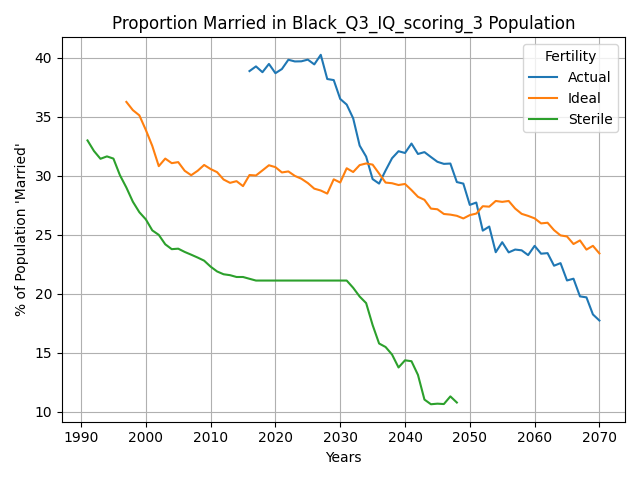 Proportion Married in Black_Q3_IQ_scoring_3 Population
Fertility
Actual
Ideal
Sterile
% of Population 'Married'
40
35
30
25
20
15
10
1990 2000 2010 2020 2030 2040 2050 2060 2070
Years